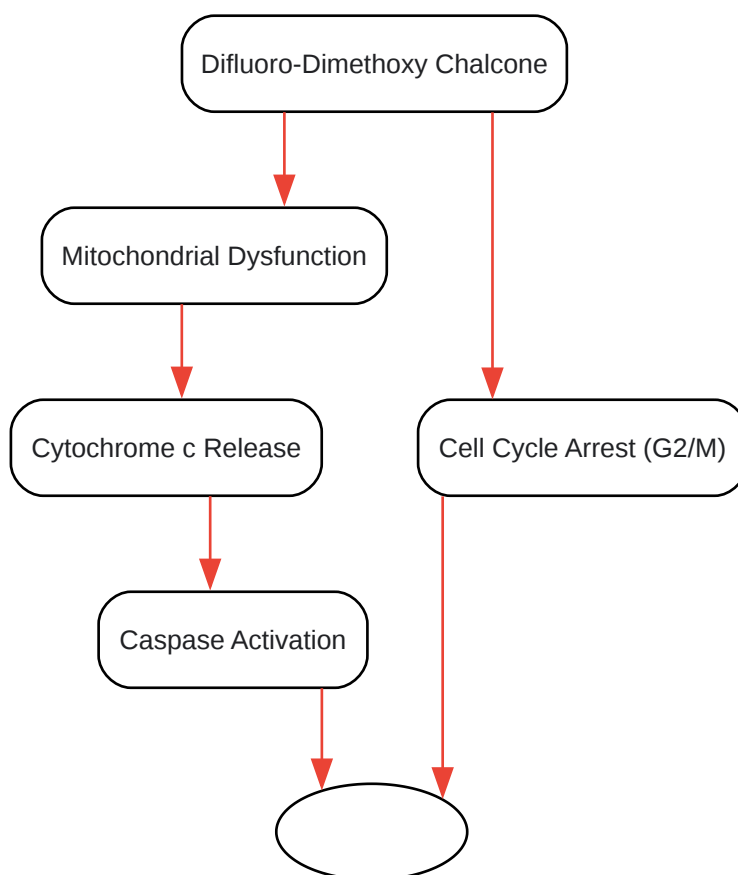 Difluoro-Dimethoxy Chalcone
Mitochondrial Dysfunction
Cytochrome c Release
Cell Cycle Arrest (G2/M)
Caspase Activation